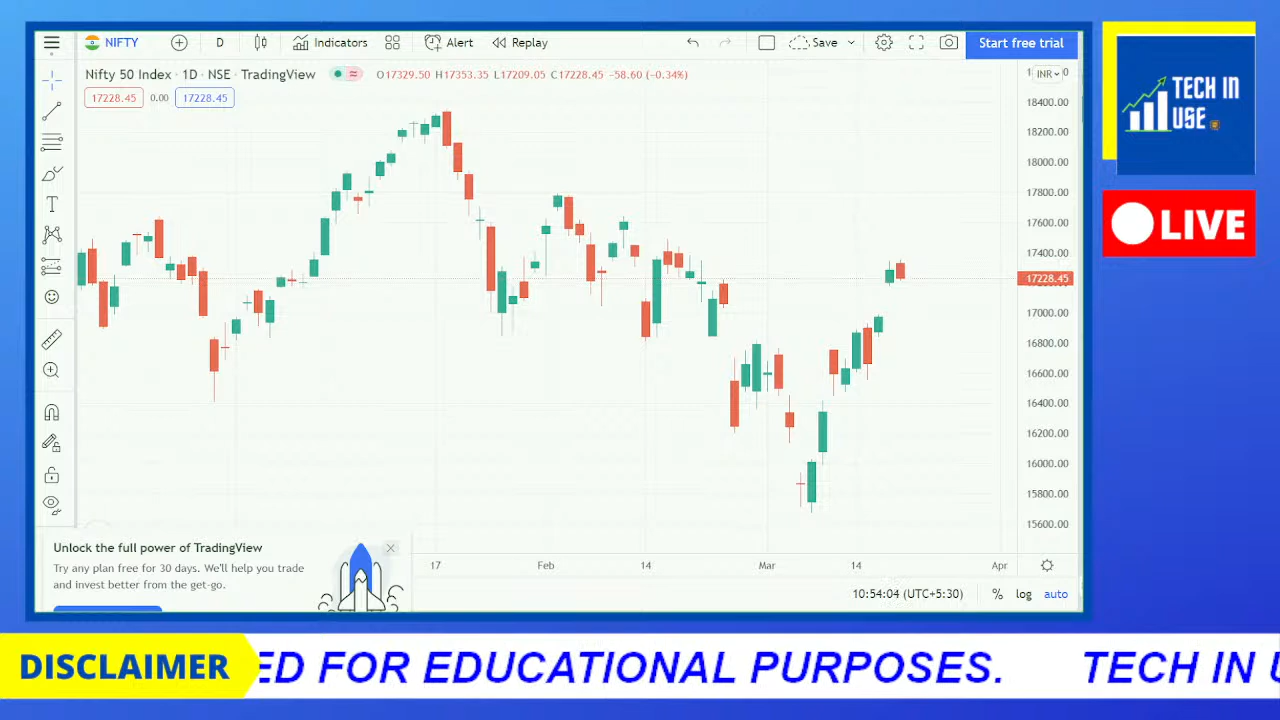 NIFTY
D
Indicators
Alert
Replay
Save
Start free trial
Nifty 50 Index · 1D · NSE · TradingView
O17329.50 H17353.35 L17209.05 C17228.45 -58.60 (-0.34%)
17228.45 0.00 17228.45
INR
18400.00
18200.00
18000.00
17800.00
17600.00
17400.00
17228.45
17000.00
16800.00
16600.00
16400.00
16200.00
16000.00
15800.00
15600.00
17 Feb 14 Mar 14 Apr
10:54:04 (UTC+5:30) % log auto
Unlock the full power of TradingView
Try any plan free for 30 days. We'll help you trade
and invest better from the get-go.
TECH IN
USE
LIVE
DISCLAIMER
ED FOR EDUCATIONAL PURPOSES. TECH IN U